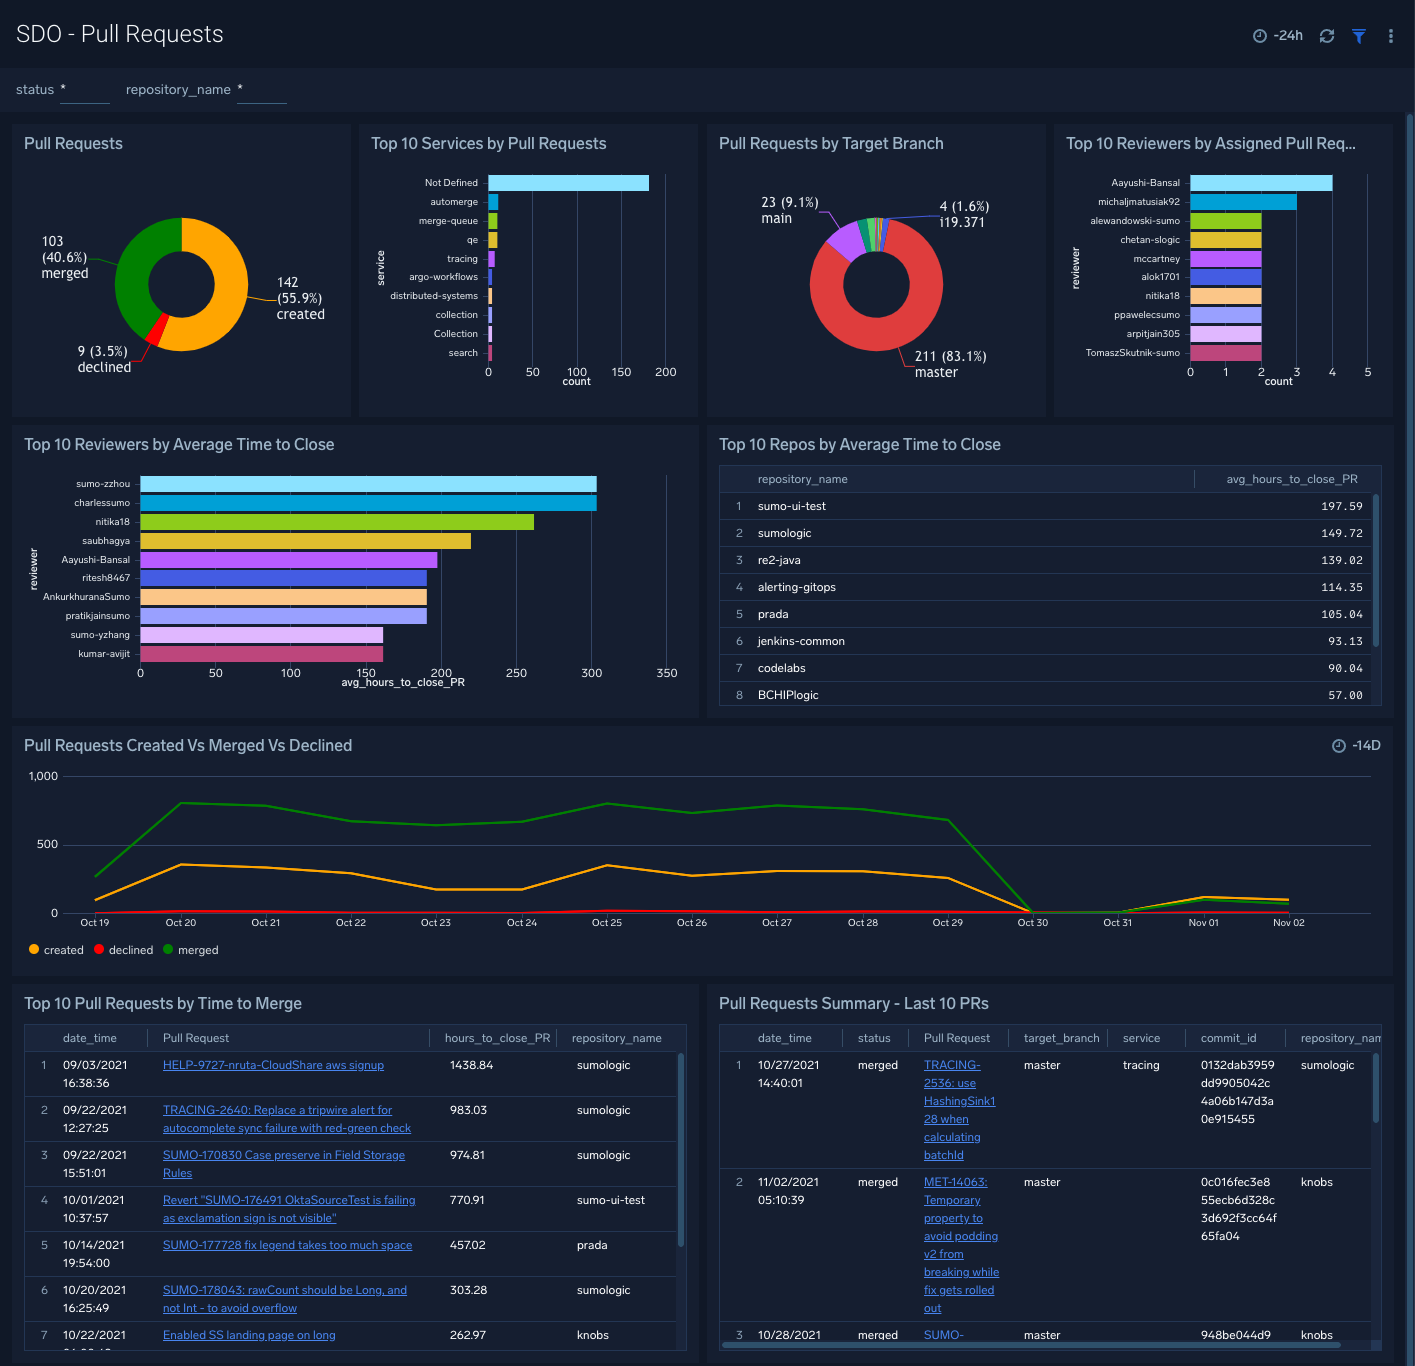 SDO - Pull Requests
-24h
status *
repository_name *
Pull Requests
103
(40.6%)
merged
142
(55.9%)
created
9 (3.5%)
declined
Top 10 Services by Pull Requests
service
Not Defined
automerge
merge-queue
qe
tracing
argo-workflows
distributed-systems
collection
Collection
search
0 50 100 150 200
count
Pull Requests by Target Branch
23 (9.1%)
main
4 (1.6%)
i19.371
211 (83.1%)
master
Top 10 Reviewers by Assigned Pull Req...
reviewer
Aayushi-Bansal
michaljmatusiak92
alewandowski-sumo
chetan-slogic
mccartney
alok1701
nitika18
ppawelecsumo
arpitjain305
TomaszSkutnik-sumo
0 1 2 3 4 5
count
Top 10 Reviewers by Average Time to Close
reviewer
sumo-zzhou
charlessumo
nitika18
saubhagya
Aayushi-Bansal
ritesh8467
AnkurkhuranaSumo
pratikjainsumo
sumo-yzhang
kumar-avijit
0 50 100 150 200 250 300 350
avg_hours_to_close_PR
Top 10 Repos by Average Time to Close
repository_name avg_hours_to_close_PR
1 sumo-ui-test 197.59
2 sumologic 149.72
3 re2-java 139.02
4 alerting-gitops 114.35
5 prada 105.04
6 jenkins-common 93.13
7 codelabs 90.04
8 BCHIPlogic 57.00
Pull Requests Created Vs Merged Vs Declined
-14D
1,000
500
0
Oct 19 Oct 20 Oct 21 Oct 22 Oct 23 Oct 24 Oct 25 Oct 26 Oct 27 Oct 28 Oct 29 Oct 30 Oct 31 Nov 01 Nov 02
created declined merged
Top 10 Pull Requests by Time to Merge
date_time Pull Request hours_to_close_PR repository_name
1 09/03/2021 HELP-9727-nruta-CloudShare aws signup 1438.84 sumologic
16:38:36
2 09/22/2021 TRACING-2640: Replace a tripwire alert for 983.03 sumologic
12:27:25 autocomplete sync failure with red-green check
3 09/22/2021 SUMO-170830 Case preserve in Field Storage 974.81 sumologic
15:51:01 Rules
4 10/01/2021 Revert "SUMO-176491 OktaSourceTest is failing 770.91 sumo-ui-test
10:37:57 as exclamation sign is not visible"
5 10/14/2021 SUMO-177728 fix legend takes too much space 457.02 prada
19:54:00
6 10/20/2021 SUMO-178043: rawCount should be Long, and 303.28 sumologic
16:25:49 not Int - to avoid overflow
7 10/22/2021 Enabled SS landing page on long 262.97 knobs
Pull Requests Summary - Last 10 PRs
date_time status Pull Request target_branch service commit_id repository_nam
1 10/27/2021 merged TRACING- master tracing 0132dab3959 sumologic
14:40:01 2536: use dd9905042c
HashingSink1 4a06b147d3a
28 when 0e915455
calculating
batchId
2 11/02/2021 merged MET-14063: master 0c016fec3e8 knobs
05:10:39 Temporary 55ecb6d328c
property to 3d692f3cc64f
avoid podding 65fa04
v2 from
breaking while
fix gets rolled
out
3 10/28/2021 merged SUMO- master 948be044d9 knobs